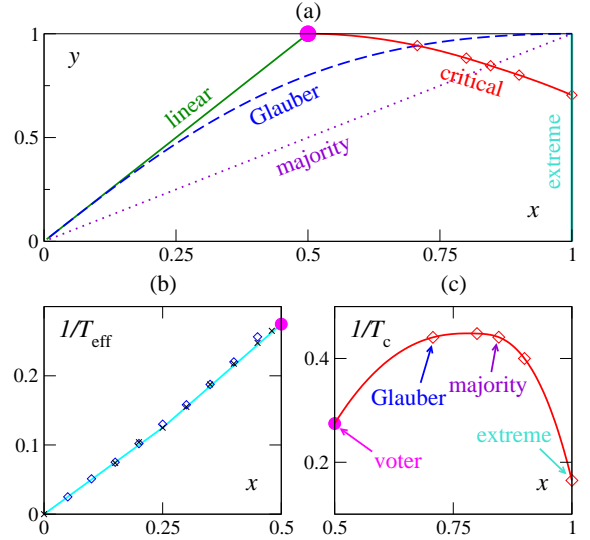 (a)
y
x
1
0.5
0
linear
Glauber
majority
critical
extreme
x
0
0.25
0.5
0.75
1
(b)
1/Teff
0.2
0.1
0
x
0
0.25
0.5
(c)
1/Tc
0.4
0.2
Glauber
majority
voter
extreme
x
0.5
0.75
1